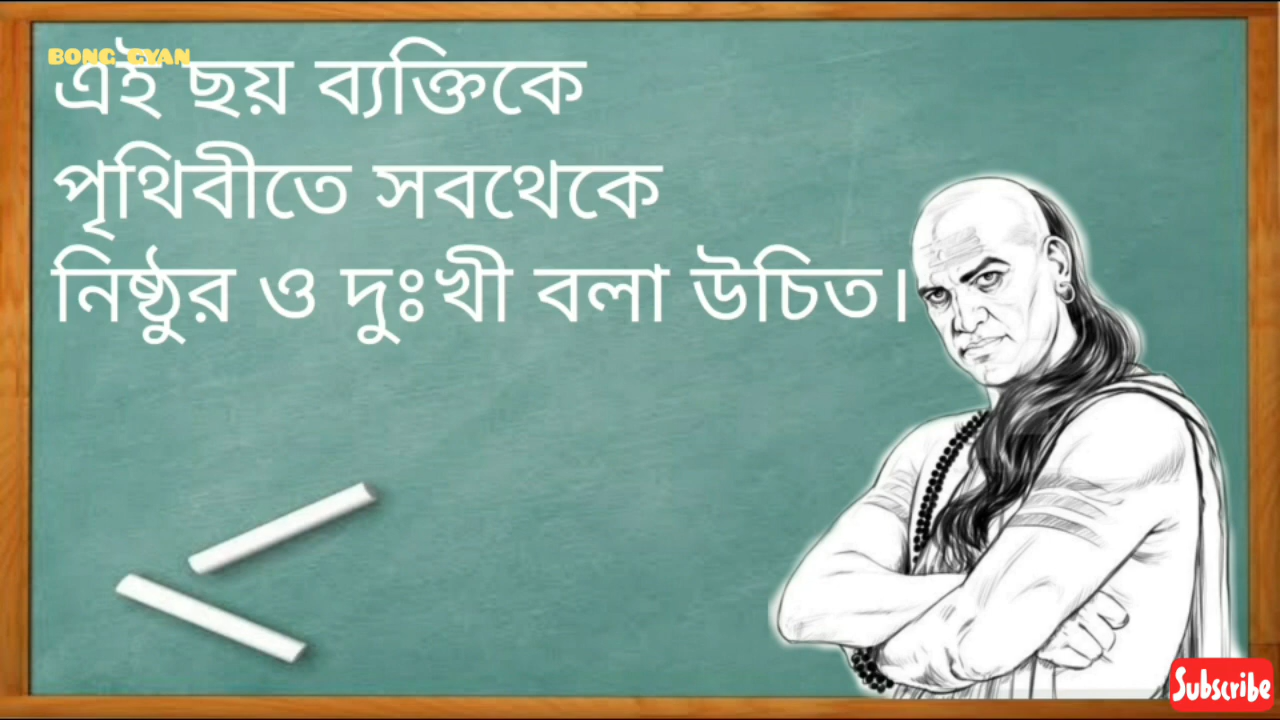 BONG GYAN
এই ছয় ব্যক্তিকে
পৃথিবীতে সবথেকে
নিষ্ঠুর ও দুঃখী বলা উচিত।
Subscribe